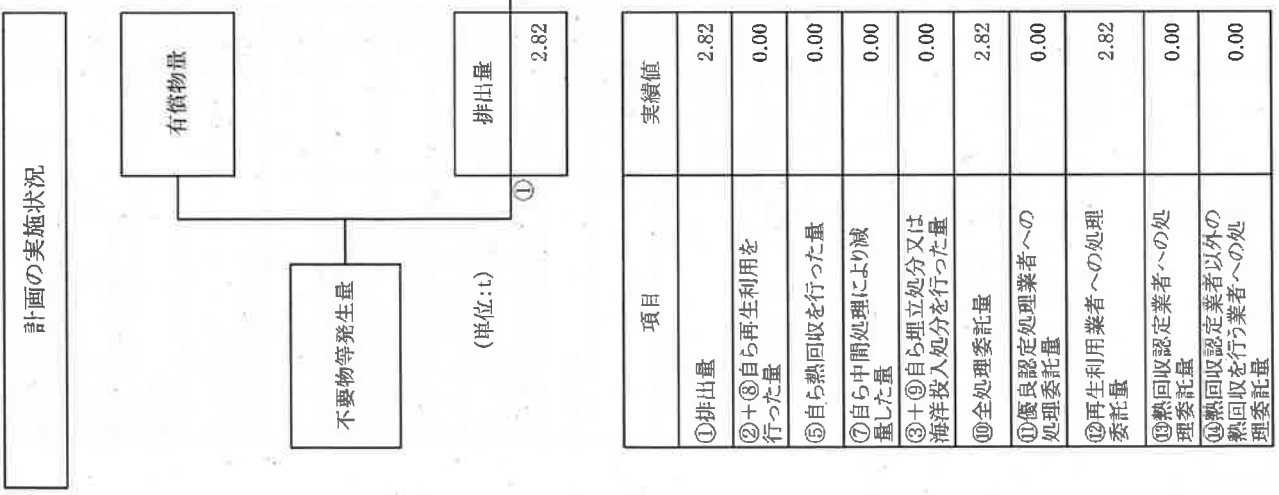 計画の実施状況
有償物量
不要物等発生量
排出量
2.82
①
(単位:t)
項目
実績値
①排出量
2.82
②+⑧自ら再生利用を
行った量
0.00
⑤自ら熱回収を行った量
0.00
⑦自ら中間処理により減
量した量
0.00
③+⑨自ら埋立処分又は
海洋投入処分を行った量
0.00
⑩全処理委託量
2.82
⑪優良認定処理業者への
処理委託量
0.00
⑫再生利用業者への処理
委託量
2.82
⑬熱回収認定業者への処
理委託量
0.00
⑭熱回収認定業者以外の
熱回収を行う業者への処
理委託量
0.00